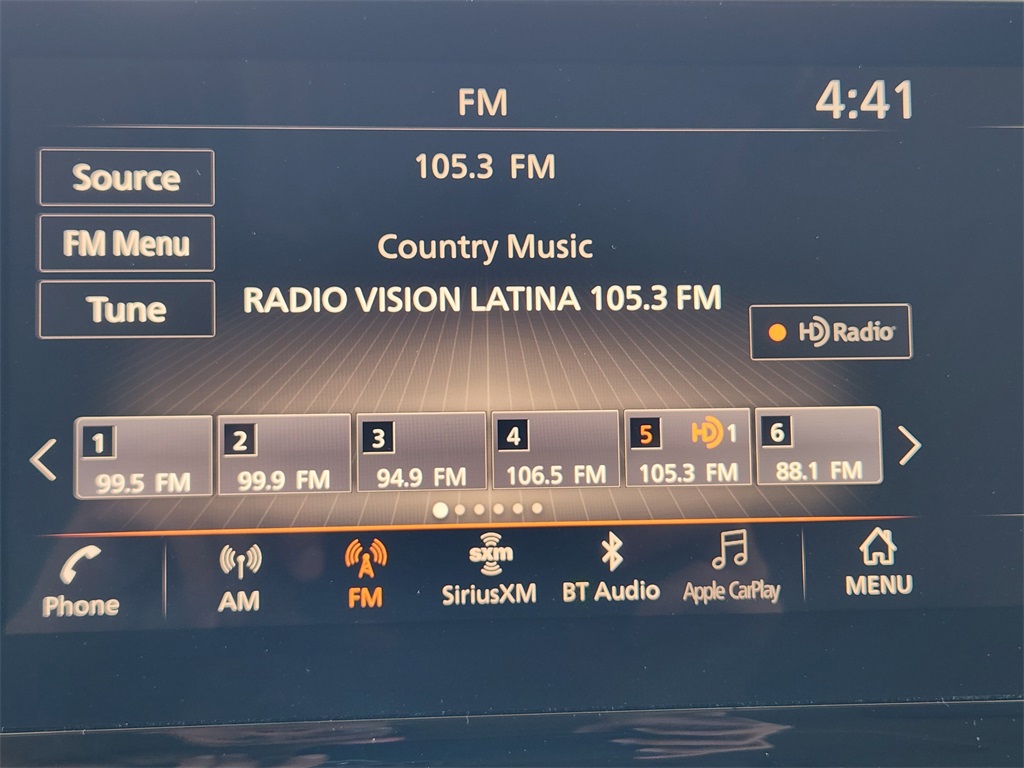 FM
4:41
Source
105.3 FM
FM Menu
Country Music
Tune
RADIO VISION LATINA 105.3 FM
HD Radio
1
99.5 FM
2
99.9 FM
3
94.9 FM
4
106.5 FM
5
HD 1
105.3 FM
6
88.1 FM
Phone
AM
FM
sxm
SiriusXM
BT Audio
Apple CarPlay
MENU